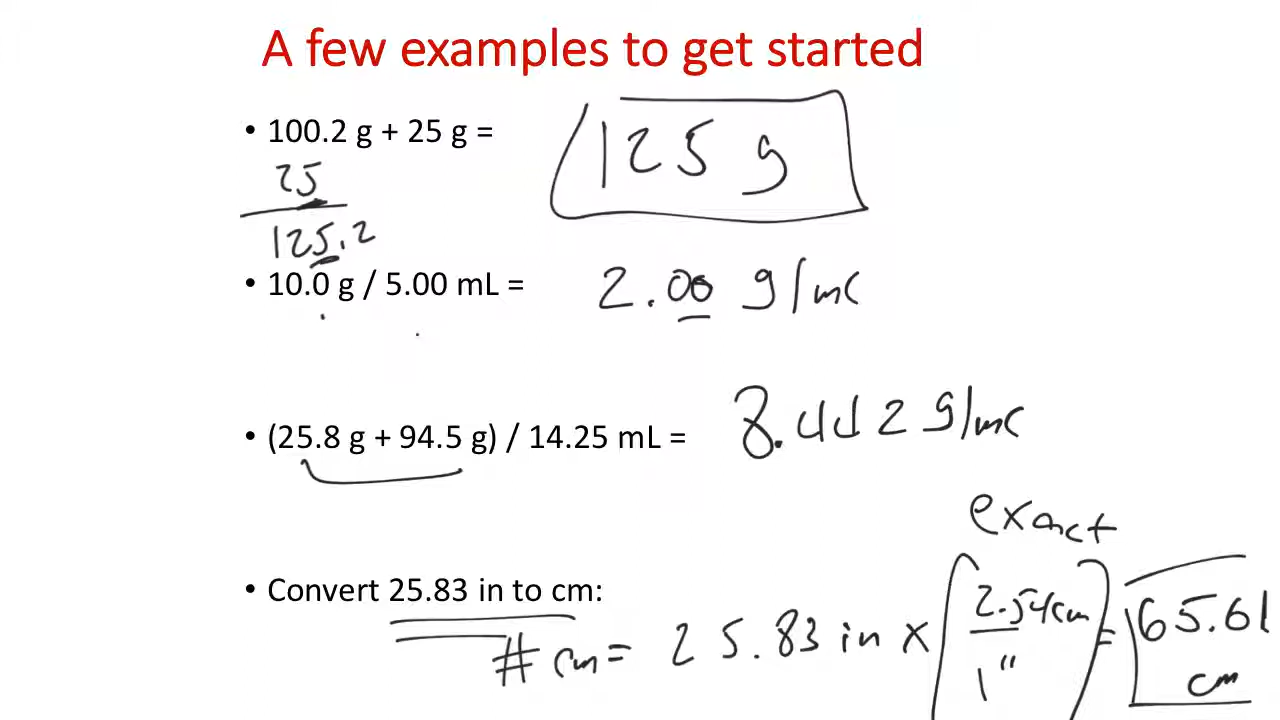 A few examples to get started
• 100.2 g + 25 g =
125 g
25
125.2
• 10.0 g / 5.00 mL =
2.00 g/mL
• (25.8 g + 94.5 g) / 14.25 mL =
8.442 g/mL
exact
• Convert 25.83 in to cm:
# cm = 25.83 in x (2.54 cm / 1") = 65.61 cm